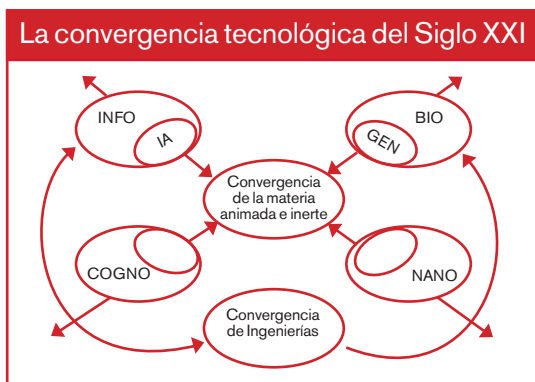 La convergencia tecnológica del Siglo XXI
INFO
IA
BIO
GEN
Convergencia
de la materia
animada e inerte
COGNO
NANO
Convergencia
de Ingenierías